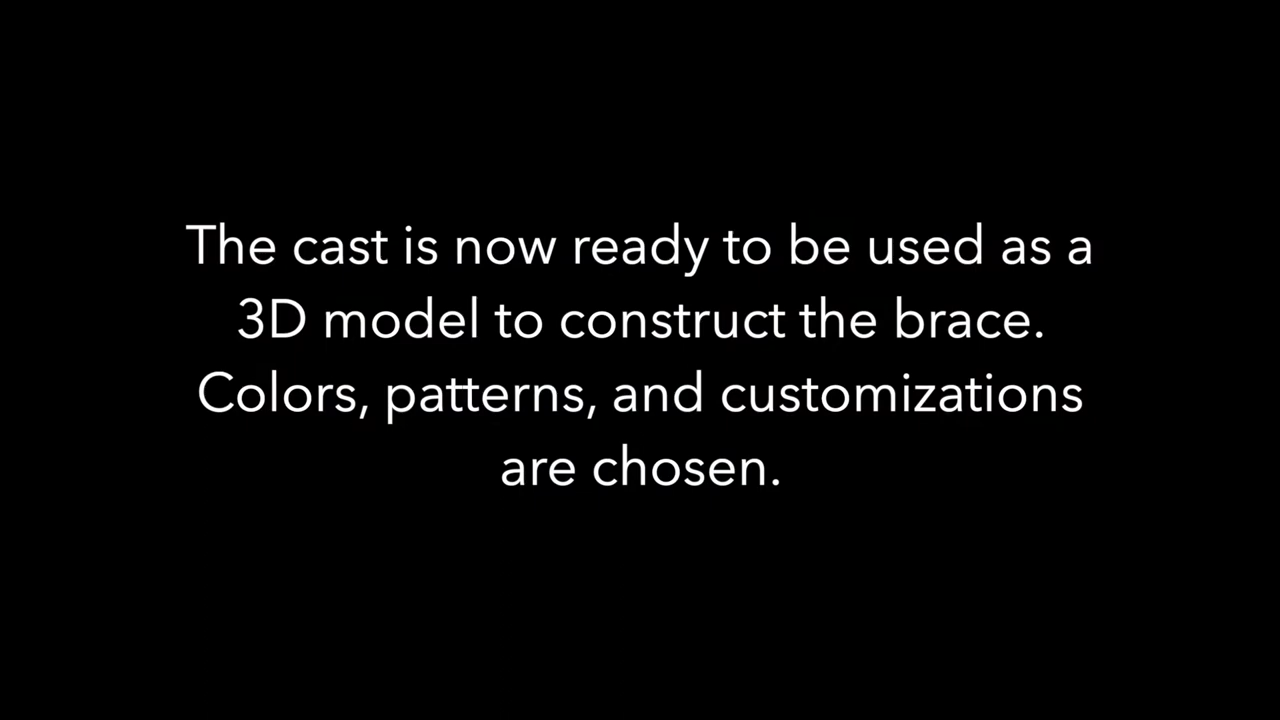 The cast is now ready to be used as a
3D model to construct the brace.
Colors, patterns, and customizations
are chosen.